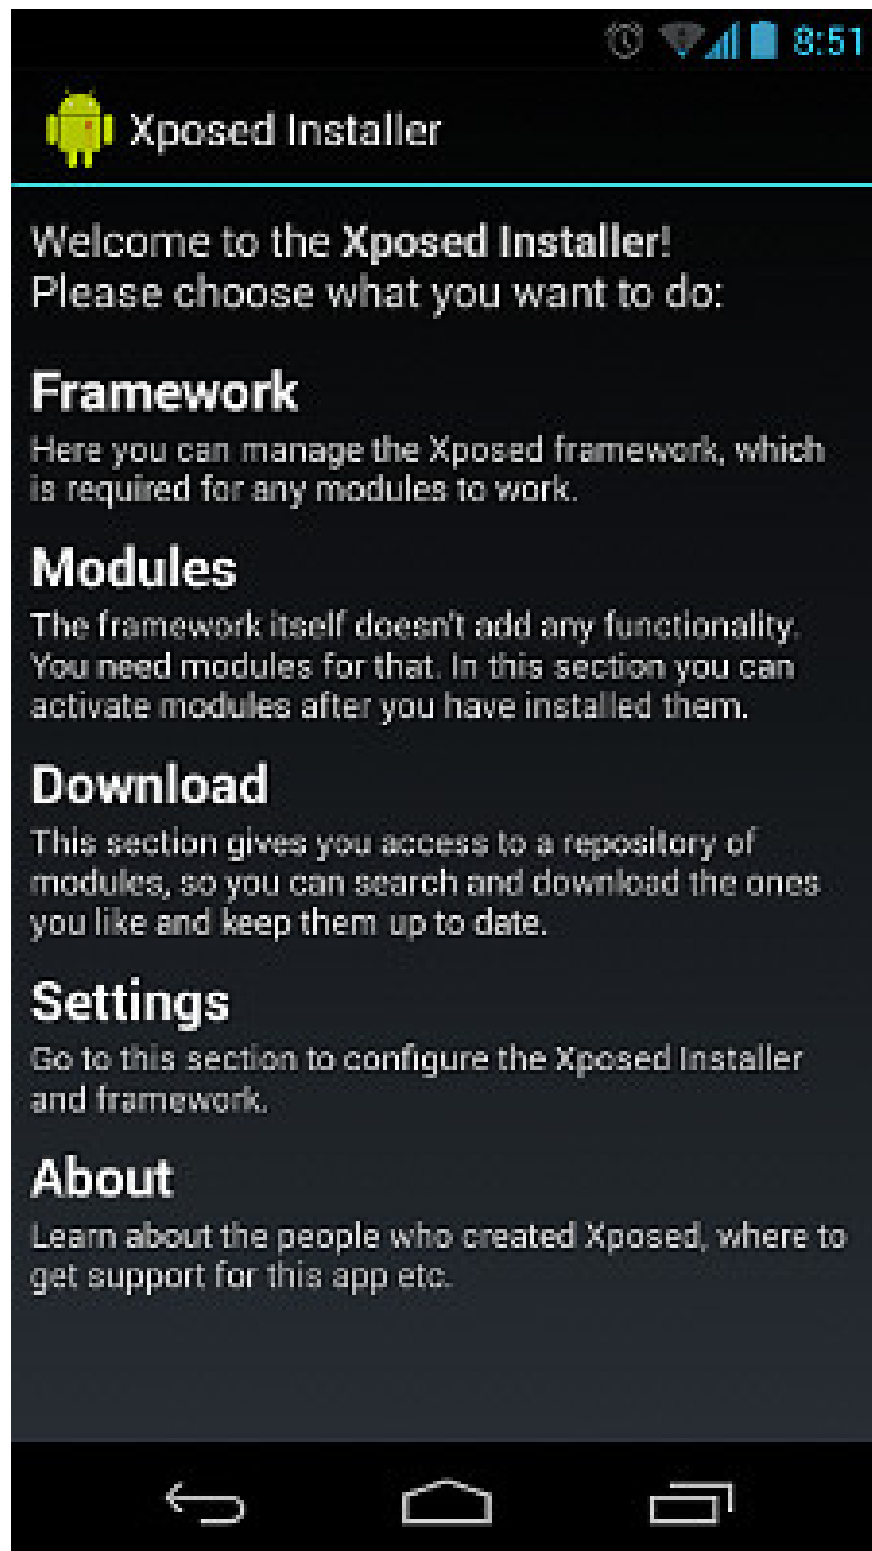 8:51
Xposed Installer
Welcome to the Xposed Installer!
Please choose what you want to do:
Framework
Here you can manage the Xposed framework, which
is required for any modules to work.
Modules
The framework itself doesn't add any functionality.
You need modules for that. In this section you can
activate modules after you have installed them.
Download
This section gives you access to a repository of
modules, so you can search and download the ones
you like and keep them up to date.
Settings
Go to this section to configure the Xposed Installer
and framework.
About
Learn about the people who created Xposed, where to
get support for this app etc.